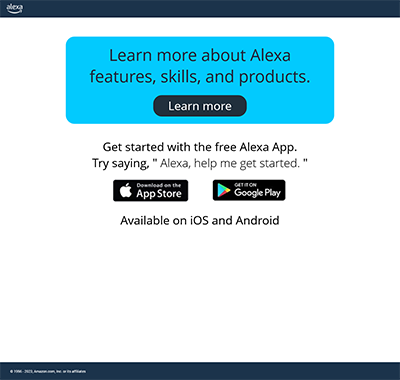 alexa
Learn more about Alexa
features, skills, and products.
Learn more
Get started with the free Alexa App.
Try saying, " Alexa, help me get started. "
Download on the
App Store
GET IT ON
Google Play
Available on iOS and Android
© 1996 - 2023, Amazon.com, Inc. or its affiliates